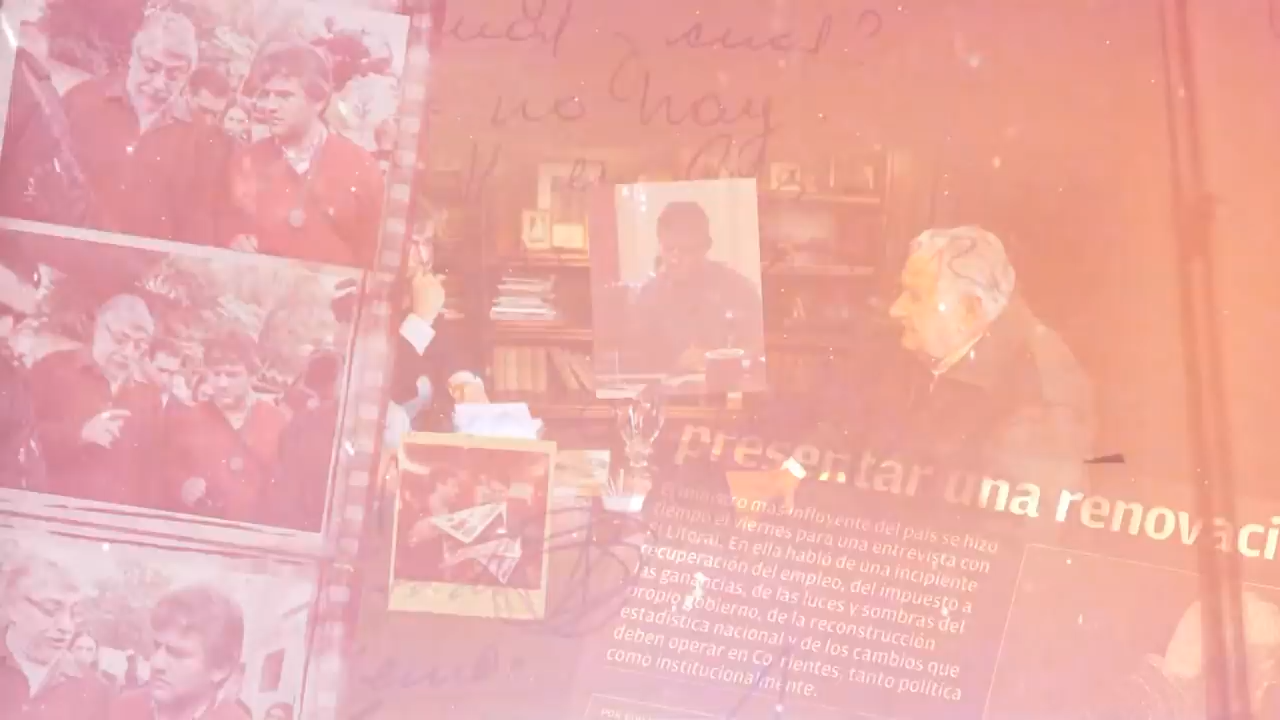 cual?
no hay
presentar una renovaci
El ministro más influyente del país se hizo
tiempo el viernes para una entrevista con
El Litoral. En ella habló de una incipiente
recuperación del empleo, del impuesto a
las ganancias, de las luces y sombras del
propio gobierno, de la reconstrucción
estadística nacional y de los cambios que
deben operar en Corrientes, tanto política
como institucionalmente.
POR